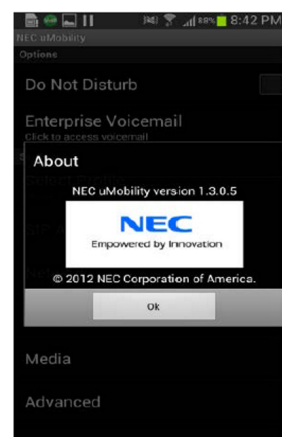 89% 8:42 PM
NEC uMobility
Options
Do Not Disturb
Enterprise Voicemail
Click to access voicemail
About
NEC uMobility version 1.3.0.5
NEC
Empowered by Innovation
© 2012 NEC Corporation of America.
Ok
Media
Advanced